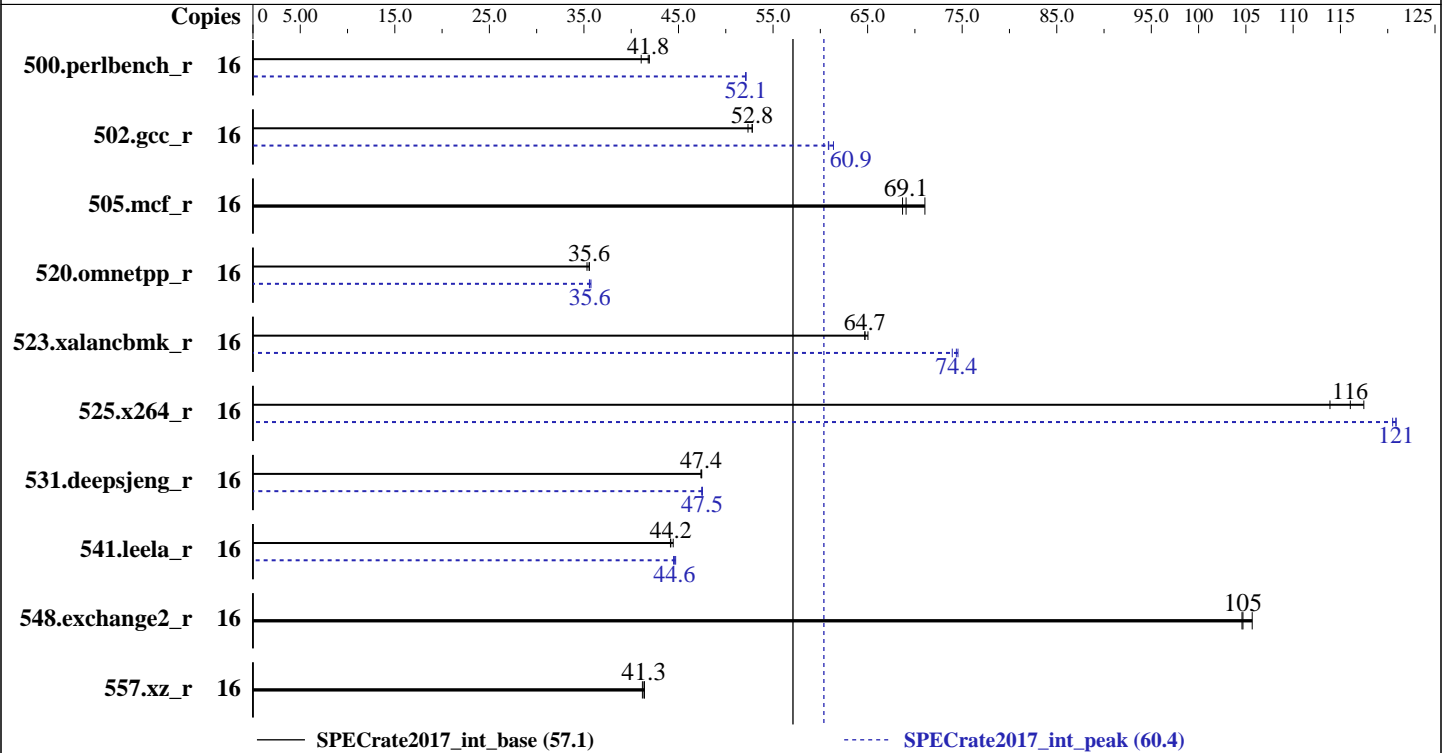 Copies 0 5.00 15.0 25.0 35.0 45.0 55.0 65.0 75.0 85.0 95.0 100 105 110 115 125
41.8
500.perlbench_r 16
52.1
52.8
502.gcc_r 16
60.9
69.1
505.mcf_r 16
35.6
520.omnetpp_r 16
35.6
64.7
523.xalancbmk_r 16
74.4
116
525.x264_r 16
121
47.4
531.deepsjeng_r 16
47.5
44.2
541.leela_r 16
44.6
105
548.exchange2_r 16
41.3
557.xz_r 16
SPECrate2017_int_base (57.1) SPECrate2017_int_peak (60.4)